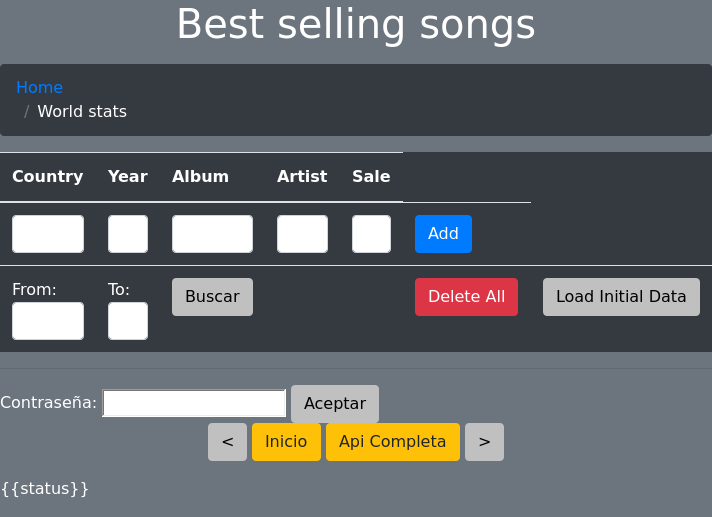 Best selling songs
Home
/ World stats
Country Year Album Artist Sale
Add
From: To: Buscar Delete All Load Initial Data
Contraseña: Aceptar
< Inicio Api Completa >
{{status}}